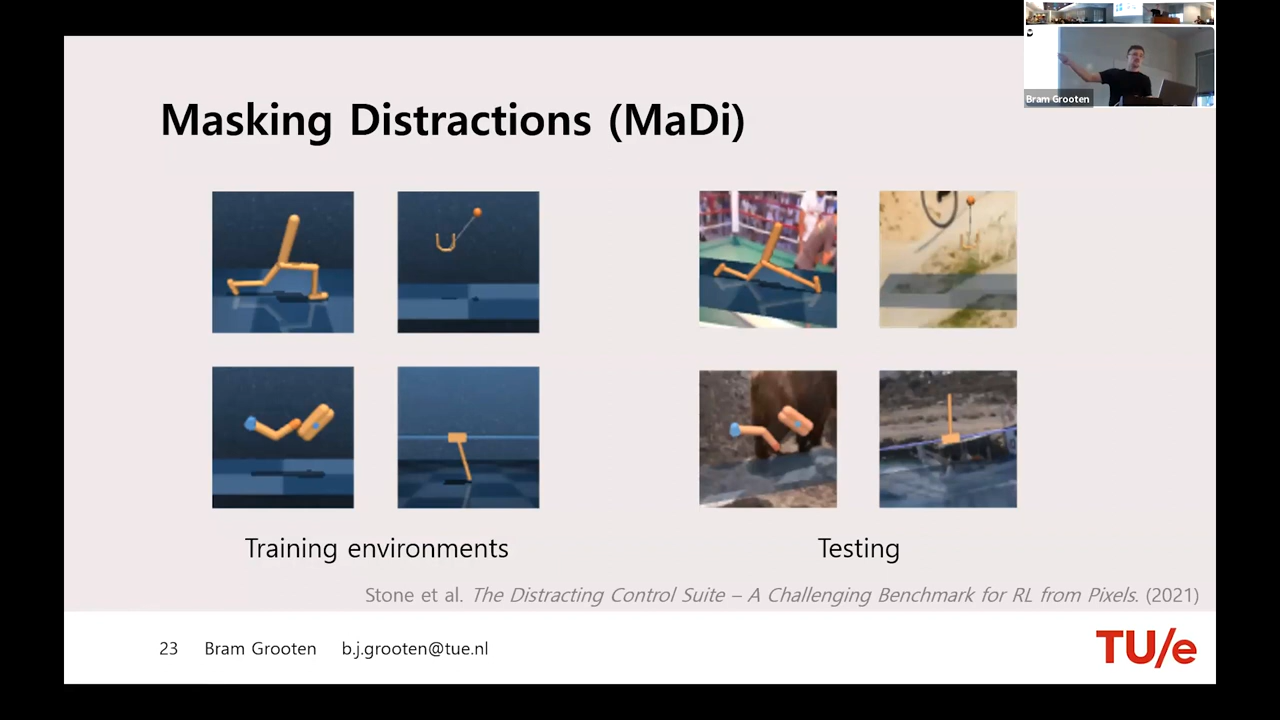 Bram Grooten
Masking Distractions (MaDi)
Training environments
Testing
Stone et al. The Distracting Control Suite – A Challenging Benchmark for RL from Pixels. (2021)
23 Bram Grooten b.j.grooten@tue.nl
TU/e